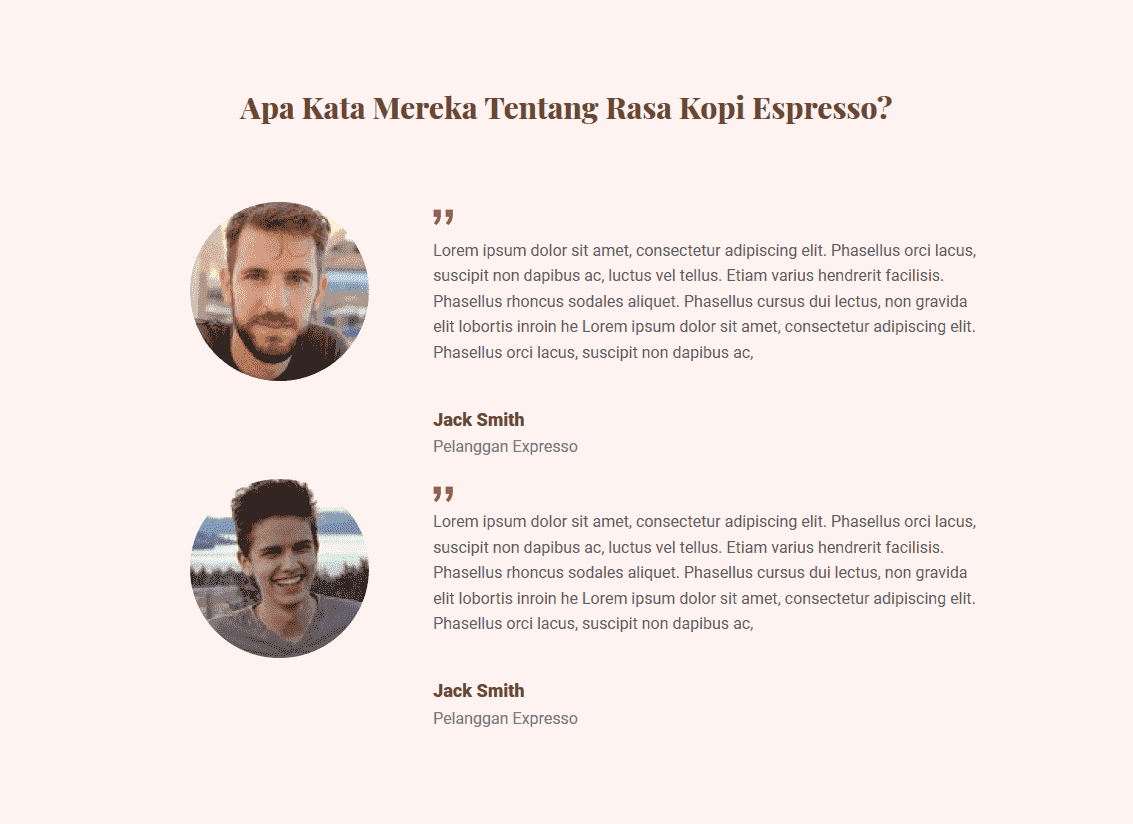 Apa Kata Mereka Tentang Rasa Kopi Espresso?
”
Lorem ipsum dolor sit amet, consectetur adipiscing elit. Phasellus orci lacus,
suscipit non dapibus ac, luctus vel tellus. Etiam varius hendrerit facilisis.
Phasellus rhoncus sodales aliquet. Phasellus cursus dui lectus, non gravida
elit lobortis inroin he Lorem ipsum dolor sit amet, consectetur adipiscing elit.
Phasellus orci lacus, suscipit non dapibus ac,
Jack Smith
Pelanggan Expresso
”
Lorem ipsum dolor sit amet, consectetur adipiscing elit. Phasellus orci lacus,
suscipit non dapibus ac, luctus vel tellus. Etiam varius hendrerit facilisis.
Phasellus rhoncus sodales aliquet. Phasellus cursus dui lectus, non gravida
elit lobortis inroin he Lorem ipsum dolor sit amet, consectetur adipiscing elit.
Phasellus orci lacus, suscipit non dapibus ac,
Jack Smith
Pelanggan Expresso